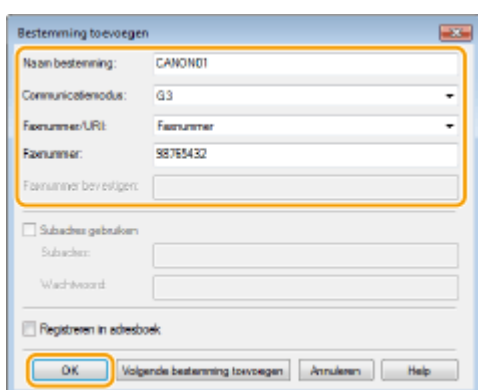 Bestemming toevoegen
Naam bestemming: CANON01
Communicatiemodus: G3
Faxnummer/URI: Faxnummer
Faxnummer: 98765432
Faxnummer bevestigen:
Subadres gebruiken
Subadres:
Wachtwoord:
Registreren in adresboek
OK Volgende bestemming toevoegen Annuleren Help